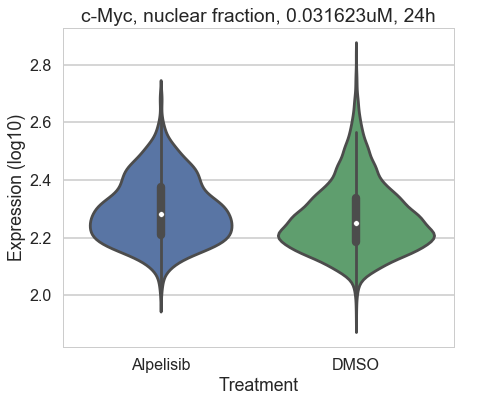 c-Myc, nuclear fraction, 0.031623uM, 24h
Expression (log10)
2.8
2.6
2.4
2.2
2.0
Alpelisib
DMSO
Treatment